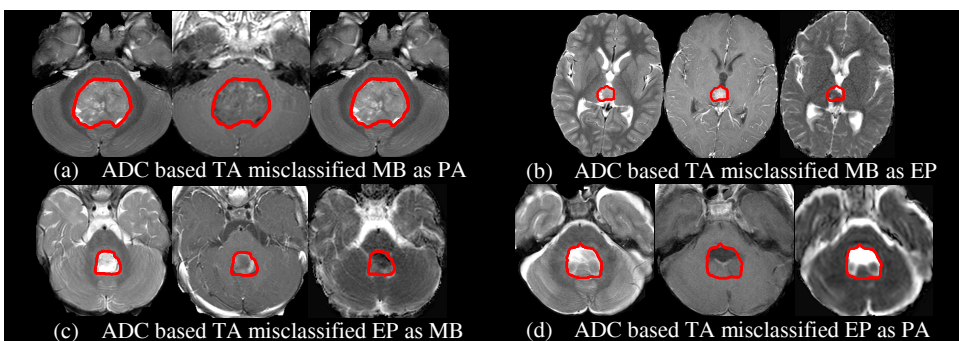 (a) ADC based TA misclassified MB as PA
(b) ADC based TA misclassified MB as EP
(c) ADC based TA misclassified EP as MB
(d) ADC based TA misclassified EP as PA